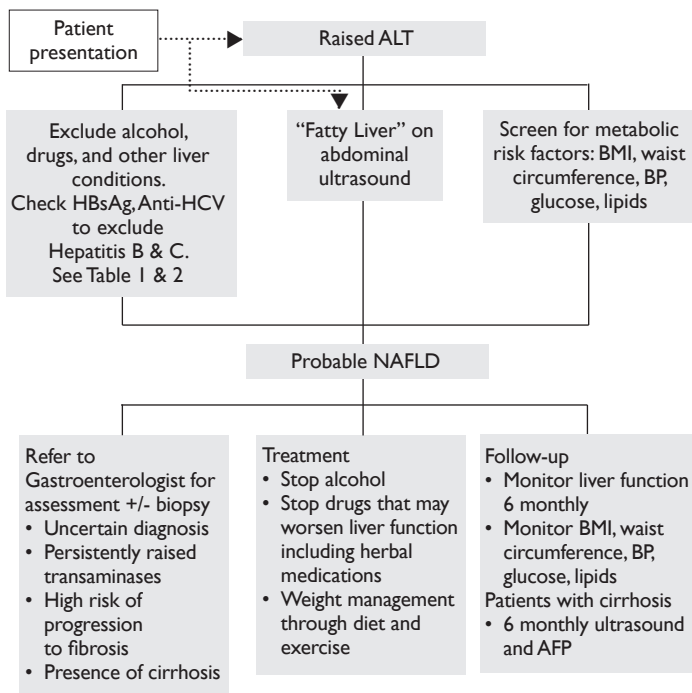 Patient
presentation
Raised ALT
Exclude alcohol,
drugs, and other liver
conditions.
Check HBsAg, Anti-HCV
to exclude
Hepatitis B & C.
See Table 1 & 2
“Fatty Liver” on
abdominal
ultrasound
Screen for metabolic
risk factors: BMI, waist
circumference, BP,
glucose, lipids
Probable NAFLD
Refer to
Gastroenterologist for
assessment +/- biopsy
• Uncertain diagnosis
• Persistently raised
transaminases
• High risk of
progression
to fibrosis
• Presence of cirrhosis
Treatment
• Stop alcohol
• Stop drugs that may
worsen liver function
including herbal
medications
• Weight management
through diet and
exercise
Follow-up
• Monitor liver function
6 monthly
• Monitor BMI, waist
circumference, BP,
glucose, lipids
Patients with cirrhosis
• 6 monthly ultrasound
and AFP